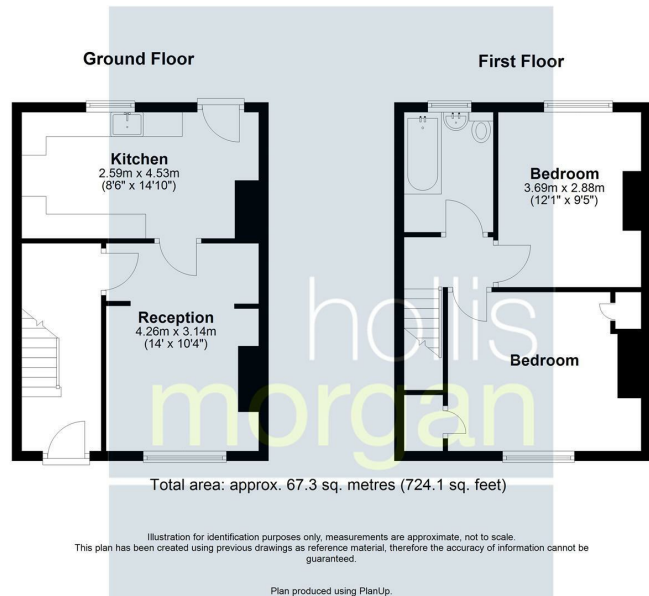 Ground Floor
First Floor
Kitchen
2.59m x 4.53m
(8'6" x 14'10")
Bedroom
3.69m x 2.88m
(12'1" x 9'5")
Reception
4.26m x 3.14m
(14' x 10'4")
Bedroom
hollis
morgan
Total area: approx. 67.3 sq. metres (724.1 sq. feet)
Illustration for identification purposes only, measurements are approximate, not to scale.
This plan has been created using previous drawings as reference material, therefore the accuracy of information cannot be
guaranteed.
Plan produced using PlanUp.